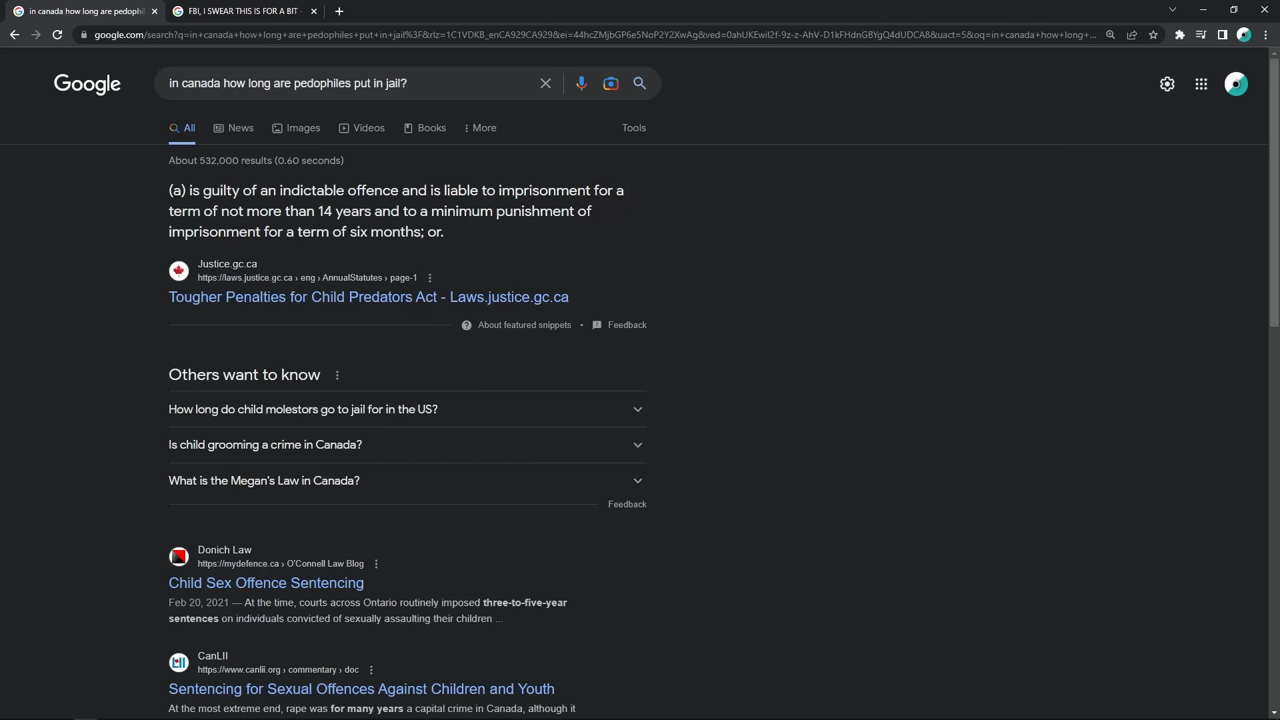 in canada how long are pedophil
FBI, I SWEAR THIS IS FOR A BIT -
google.com/search?q=in+canada+how+long+are+pedophiles+put+in+jail%3F&rlz=1C1VDKB_enCA929CA929&ei=44hcZMjbGP6e5NoP2Y2XwAg&ved=0ahUKEwiI2f-9z-z-AhV-D1kFHdnGBYgQ4dUDCA8&uact=5&oq=in+canada+how+long+...
Google
in canada how long are pedophiles put in jail?
All News Images Videos Books More Tools
About 532,000 results (0.60 seconds)
(a) is guilty of an indictable offence and is liable to imprisonment for a
term of not more than 14 years and to a minimum punishment of
imprisonment for a term of six months; or.
Justice.gc.ca
https://laws.justice.gc.ca › eng › AnnualStatutes › page-1
Tougher Penalties for Child Predators Act - Laws.justice.gc.ca
About featured snippets • Feedback
Others want to know
How long do child molestors go to jail for in the US?
Is child grooming a crime in Canada?
What is the Megan's Law in Canada?
Feedback
Donich Law
https://mydefence.ca › O'Connell Law Blog
Child Sex Offence Sentencing
Feb 20, 2021 — At the time, courts across Ontario routinely imposed three-to-five-year
sentences on individuals convicted of sexually assaulting their children ...
CanLII
https://www.canlii.org › commentary › doc
Sentencing for Sexual Offences Against Children and Youth
At the most extreme end, rape was for many years a capital crime in Canada, although it